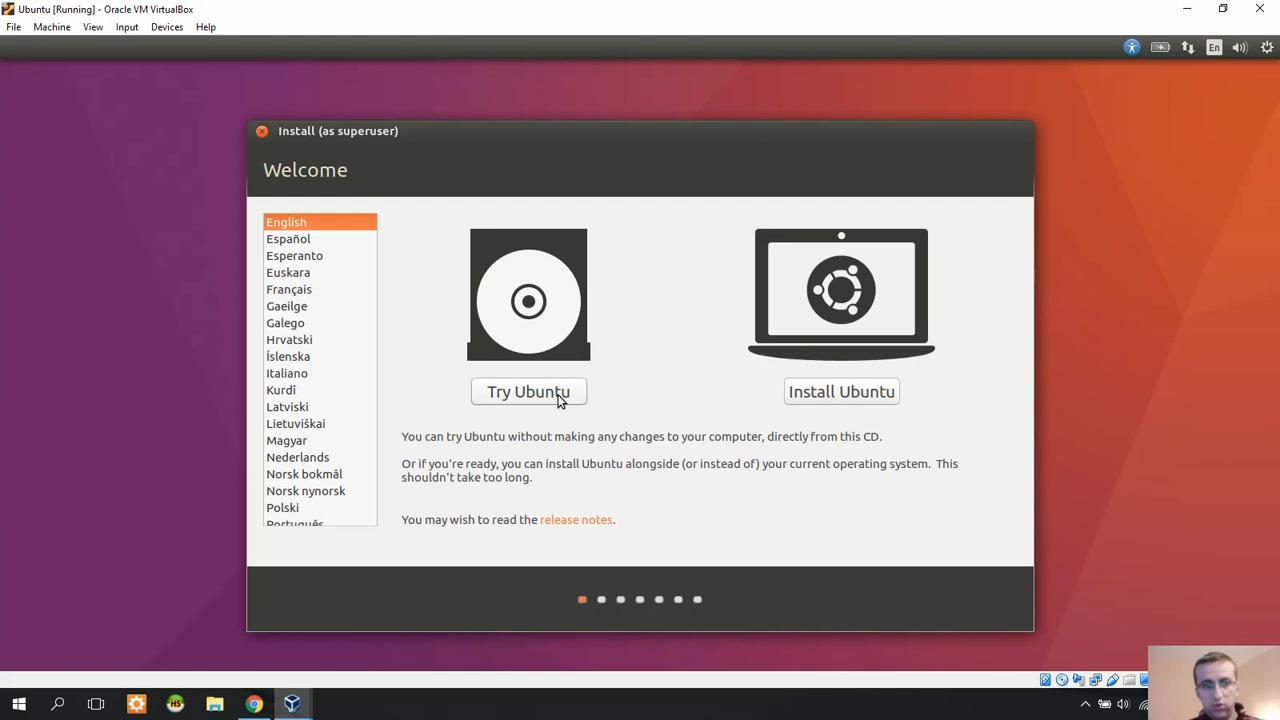 Ubuntu [Running] - Oracle VM VirtualBox
File Machine View Input Devices Help
En
Install (as superuser)
Welcome
English
Español
Esperanto
Euskara
Français
Gaeilge
Galego
Hrvatski
Íslenska
Italiano
Kurdî
Latviski
Lietuviškai
Magyar
Nederlands
Norsk bokmål
Norsk nynorsk
Polski
Português
Try Ubuntu
Install Ubuntu
You can try Ubuntu without making any changes to your computer, directly from this CD.
Or if you're ready, you can install Ubuntu alongside (or instead of) your current operating system. This
shouldn't take too long.
You may wish to read the release notes.
HS